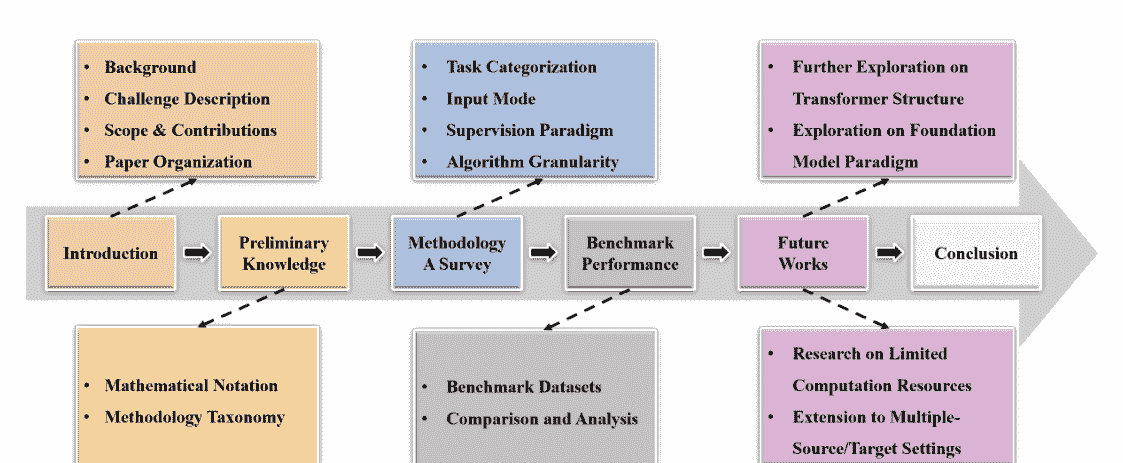 • Background
• Challenge Description
• Scope & Contributions
• Paper Organization
• Task Categorization
• Input Mode
• Supervision Paradigm
• Algorithm Granularity
• Further Exploration on
Transformer Structure
• Exploration on Foundation
Model Paradigm
Introduction
Preliminary
Knowledge
Methodology
A Survey
Benchmark
Performance
Future
Works
Conclusion
• Mathematical Notation
• Methodology Taxonomy
• Benchmark Datasets
• Comparison and Analysis
• Research on Limited
Computation Resources
• Extension to Multiple-
Source/Target Settings